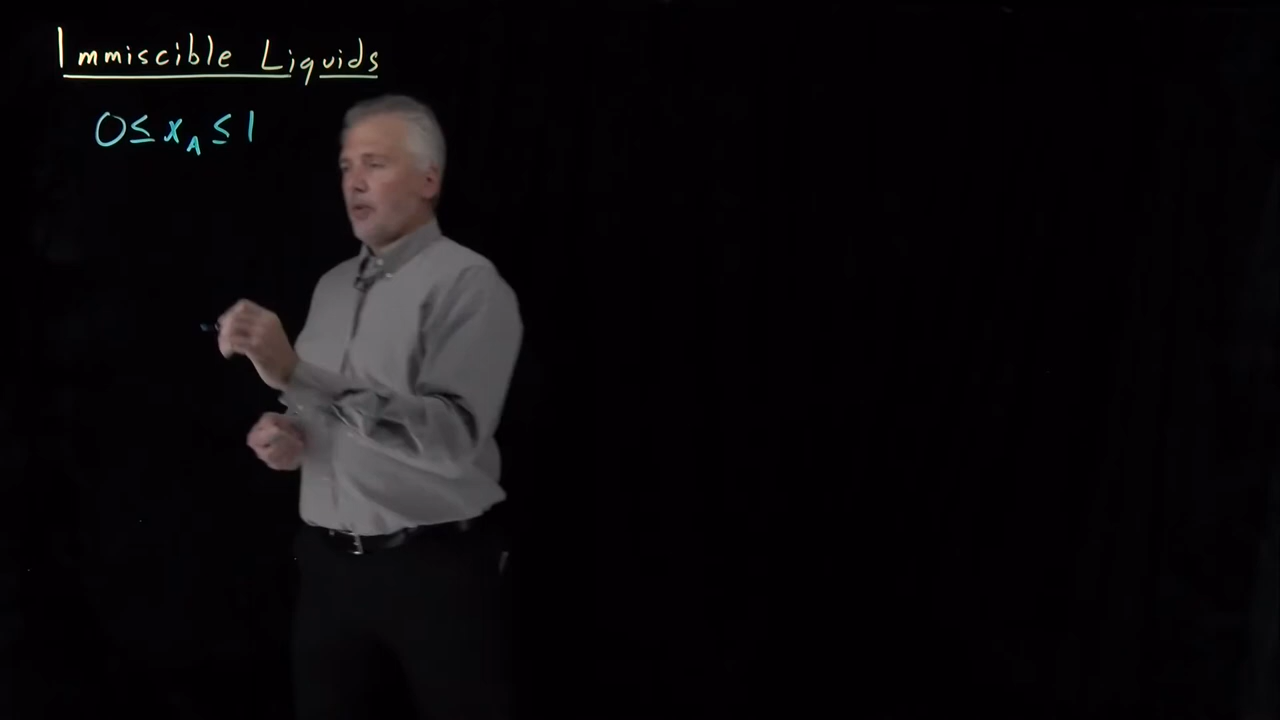 Immiscible Liquids
0 ≤ x_A ≤ 1